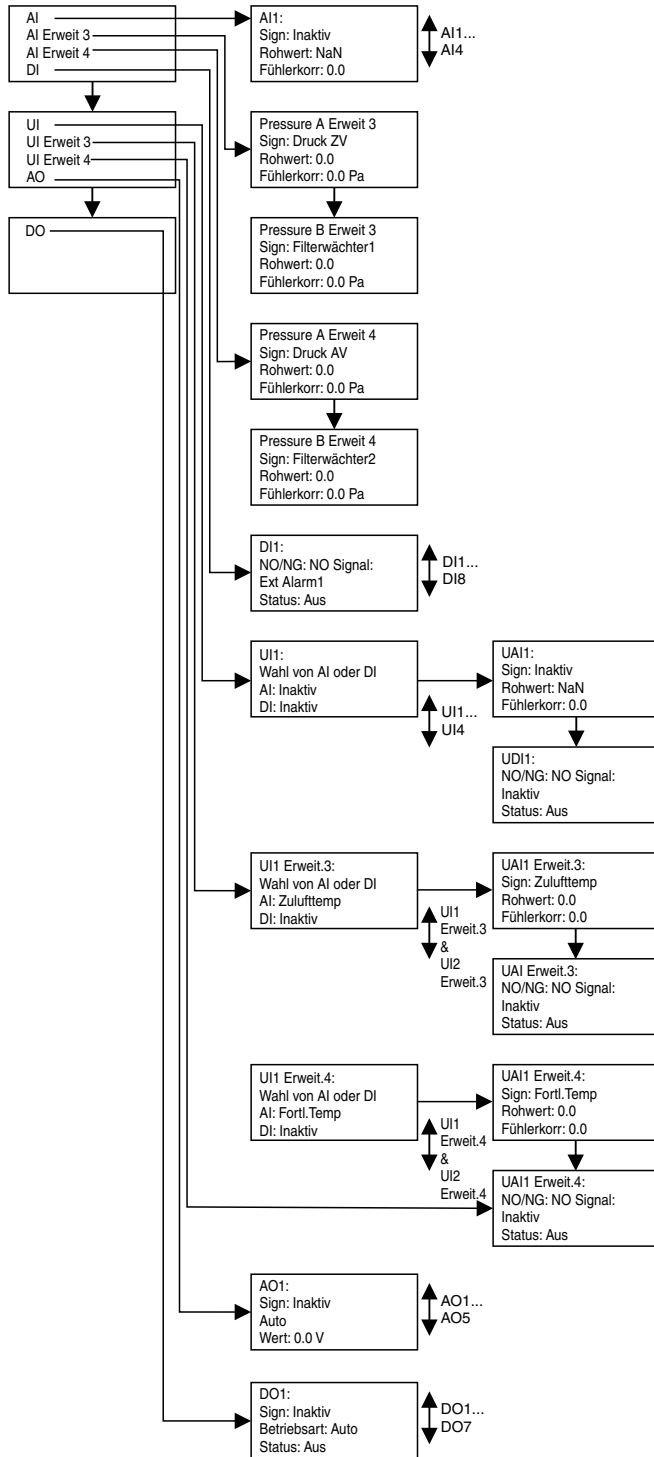 AI
AI Erweit 3
AI Erweit 4
DI
UI
UI Erweit 3
UI Erweit 4
AO
DO
AI1:
Sign: Inaktiv
Rohwert: NaN
Fühlerkorr: 0.0
AI1...
AI4
Pressure A Erweit 3
Sign: Druck ZV
Rohwert: 0.0
Fühlerkorr: 0.0 Pa
Pressure B Erweit 3
Sign: Filterwächter1
Rohwert: 0.0
Fühlerkorr: 0.0 Pa
Pressure A Erweit 4
Sign: Druck AV
Rohwert: 0.0
Fühlerkorr: 0.0 Pa
Pressure B Erweit 4
Sign: Filterwächter2
Rohwert: 0.0
Fühlerkorr: 0.0 Pa
DI1:
NO/NG: NO Signal:
Ext Alarm1
Status: Aus
DI1...
DI8
UI1:
Wahl von AI oder DI
AI: Inaktiv
DI: Inaktiv
UI1...
UI4
UAI1:
Sign: Inaktiv
Rohwert: NaN
Fühlerkorr: 0.0
UDI1:
NO/NG: NO Signal:
Inaktiv
Status: Aus
UI1 Erweit.3:
Wahl von AI oder DI
AI: Zulufttemp
DI: Inaktiv
UI1
Erweit.3
&
UI2
Erweit.3
UAI1 Erweit.3:
Sign: Zulufttemp
Rohwert: 0.0
Fühlerkorr: 0.0
UAI Erweit.3:
NO/NG: NO Signal:
Inaktiv
Status: Aus
UI1 Erweit.4:
Wahl von AI oder DI
AI: Fortl.Temp
DI: Inaktiv
UI1
Erweit.4
&
UI2
Erweit.4
UAI1 Erweit.4:
Sign: Fortl.Temp
Rohwert: 0.0
Fühlerkorr: 0.0
UAI1 Erweit.4:
NO/NG: NO Signal:
Inaktiv
Status: Aus
AO1:
Sign: Inaktiv
Auto
Wert: 0.0 V
AO1...
AO5
DO1:
Sign: Inaktiv
Betriebsart: Auto
Status: Aus
DO1...
DO7